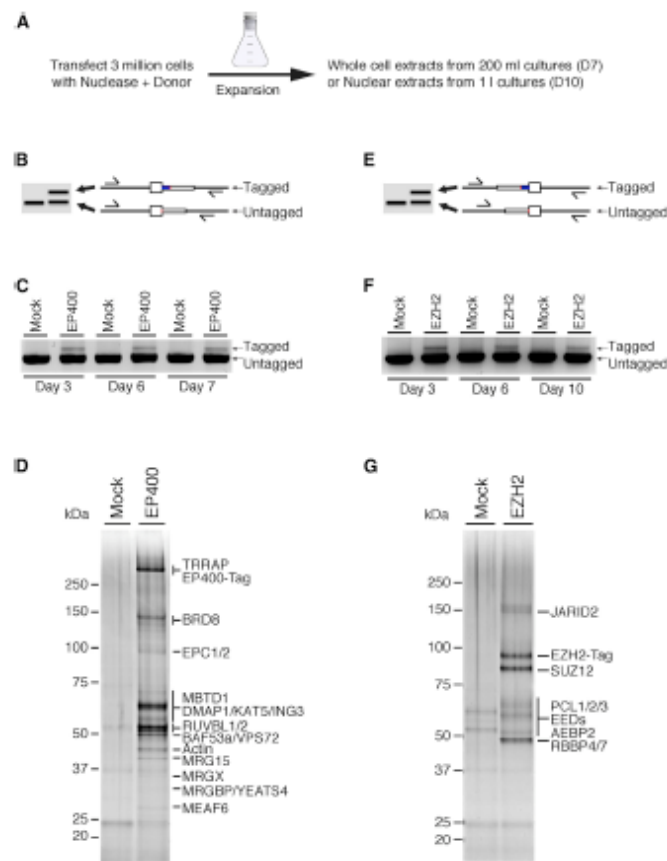 A
Transfect 3 million cells
with Nuclease + Donor
Expansion
Whole cell extracts from 200 ml cultures (D7)
or Nuclear extracts from 1 l cultures (D10)
B
Tagged
Untagged
E
Tagged
Untagged
C
Mock
EP400
Mock
EP400
Mock
EP400
Tagged
Untagged
Day 3
Day 6
Day 7
F
Mock
EZH2
Mock
EZH2
Mock
EZH2
Tagged
Untagged
Day 3
Day 6
Day 10
D
Mock
EP400
kDa
250
150
100
75
50
37
25
20
TRRAP
EP400-Tag
BRD8
EPC1/2
MBTD1
DMAP1/KAT5/ING3
RUVBL1/2
BAF53a/VPS72
Actin
MRG15
MRGX
MRGBP/YEATS4
MEAF6
G
Mock
EZH2
kDa
250
150
100
75
50
37
25
20
JARID2
EZH2-Tag
SUZ12
PCL1/2/3
EEDs
AEBP2
RBBP4/7